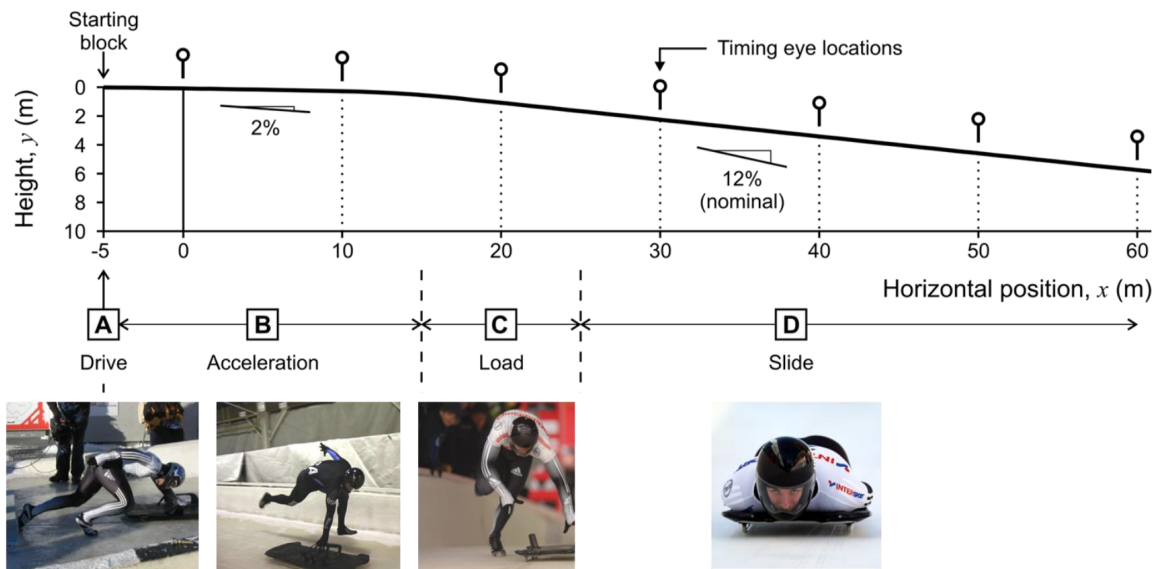 Starting
block
Timing eye locations
Height, y (m)
0
2
4
6
8
10
2%
12%
(nominal)
-5 0 10 20 30 40 50 60
Horizontal position, x (m)
A B C D
Drive Acceleration Load Slide